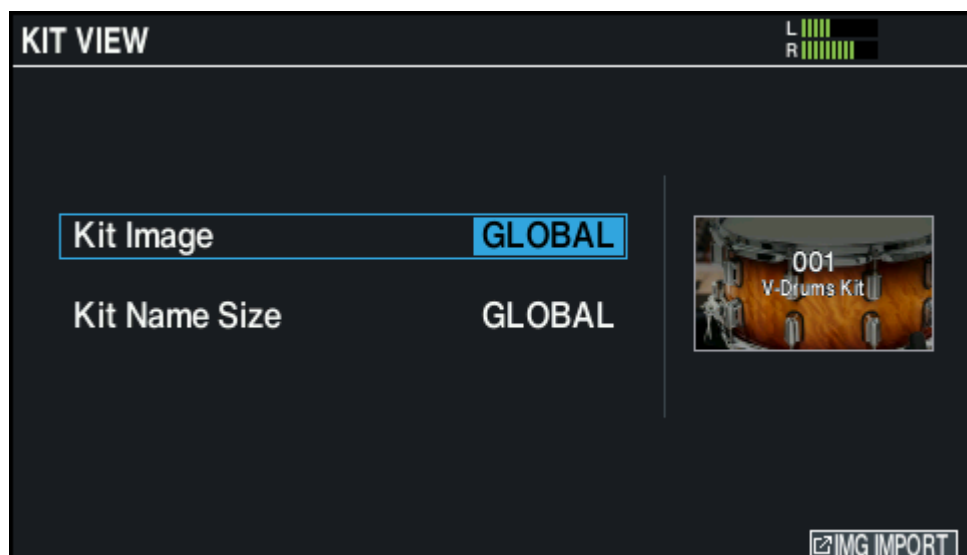 KIT VIEW
L
R
Kit Image GLOBAL
001
V-Drums Kit
Kit Name Size GLOBAL
IMG IMPORT